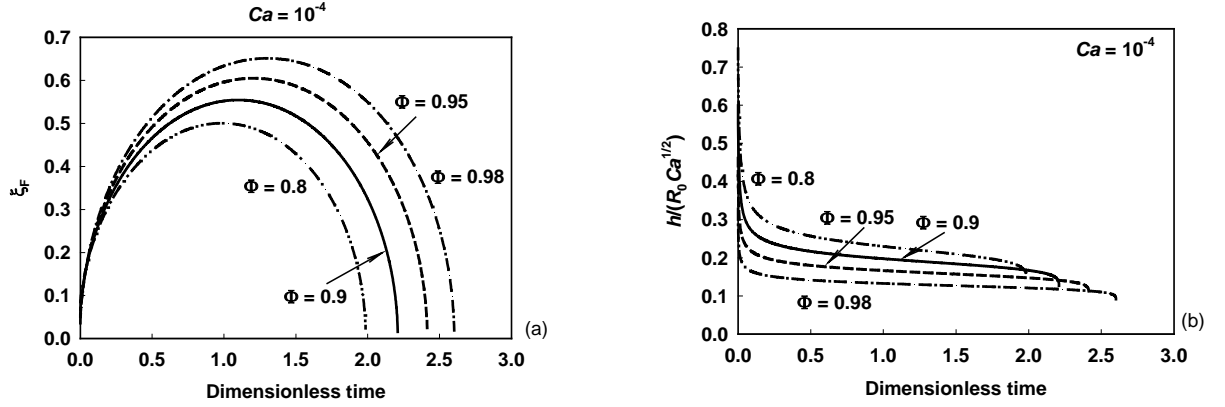 Ca = 10⁻⁴
0.7
0.6
0.5
0.4
0.3
0.2
0.1
0.0
ξ_IF
Φ = 0.95
Φ = 0.98
Φ = 0.8
Φ = 0.9
0.0 0.5 1.0 1.5 2.0 2.5 3.0
Dimensionless time
(a)
Ca = 10⁻⁴
0.8
0.7
0.6
0.5
0.4
0.3
0.2
0.1
0.0
h/(R₀ Ca^1/2)
Φ = 0.8
Φ = 0.95
Φ = 0.9
Φ = 0.98
0.0 0.5 1.0 1.5 2.0 2.5 3.0
Dimensionless time
(b)